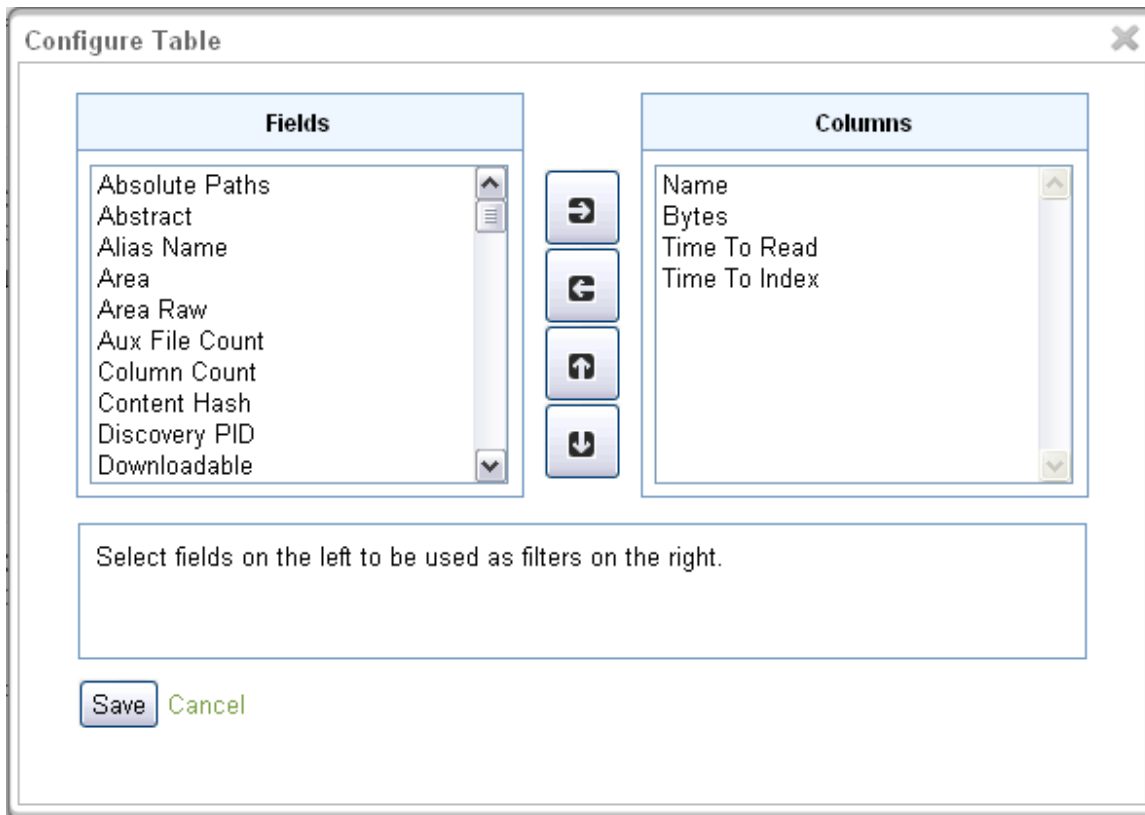 Configure Table
Fields
Absolute Paths
Abstract
Alias Name
Area
Area Raw
Aux File Count
Column Count
Content Hash
Discovery PID
Downloadable
Columns
Name
Bytes
Time To Read
Time To Index
Select fields on the left to be used as filters on the right.
Save Cancel